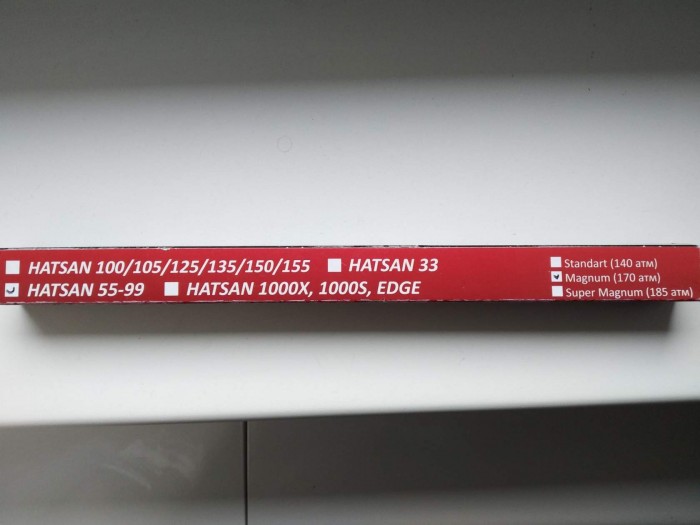 HATSAN 100/105/125/135/150/155
HATSAN 33
HATSAN 55-99
HATSAN 1000X, 1000S, EDGE
Standart (140 атм)
Magnum (170 атм)
Super Magnum (185 атм)